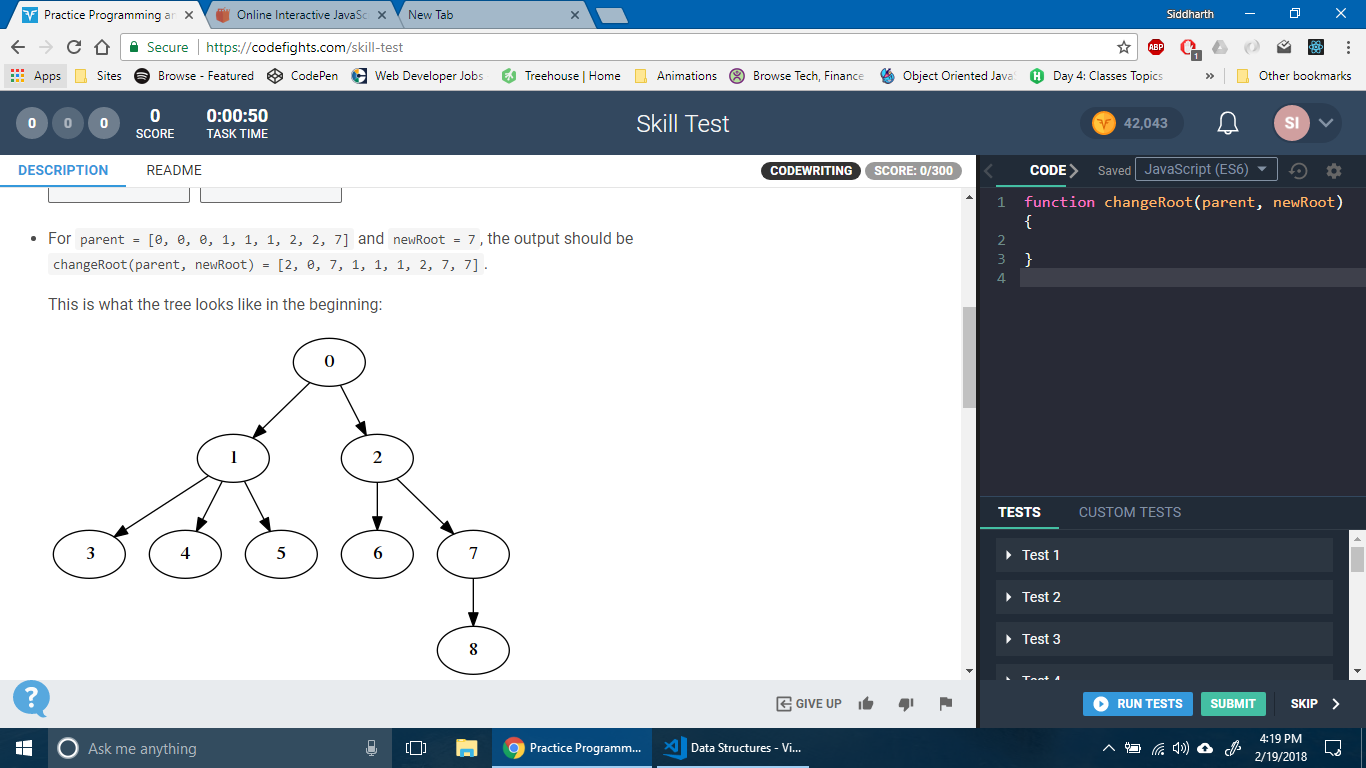 Practice Programming ar
Online Interactive JavaSc
New Tab
Siddharth
Secure
https://codefights.com/skill-test
ABP
1
Apps
Sites
Browse - Featured
CodePen
Web Developer Jobs
Treehouse | Home
Animations
Browse Tech, Finance
Object Oriented Java
Day 4: Classes Topics
»
Other bookmarks
0
0
0
0
SCORE
0:00:50
TASK TIME
Skill Test
42,043
SI
DESCRIPTION
README
CODEWRITING
SCORE: 0/300
CODE
Saved
JavaScript (ES6)
• For parent = [0, 0, 0, 1, 1, 1, 2, 2, 7] and newRoot = 7, the output should be
changeRoot(parent, newRoot) = [2, 0, 7, 1, 1, 1, 2, 7, 7].
This is what the tree looks like in the beginning:
0
1
2
3
4
5
6
7
8
1 function changeRoot(parent, newRoot)
{
2
3 }
4
TESTS
CUSTOM TESTS
Test 1
Test 2
Test 3
Test 4
?
GIVE UP
RUN TESTS
SUBMIT
SKIP
Ask me anything
Practice Programm...
Data Structures - Vi...
4:19 PM
2/19/2018